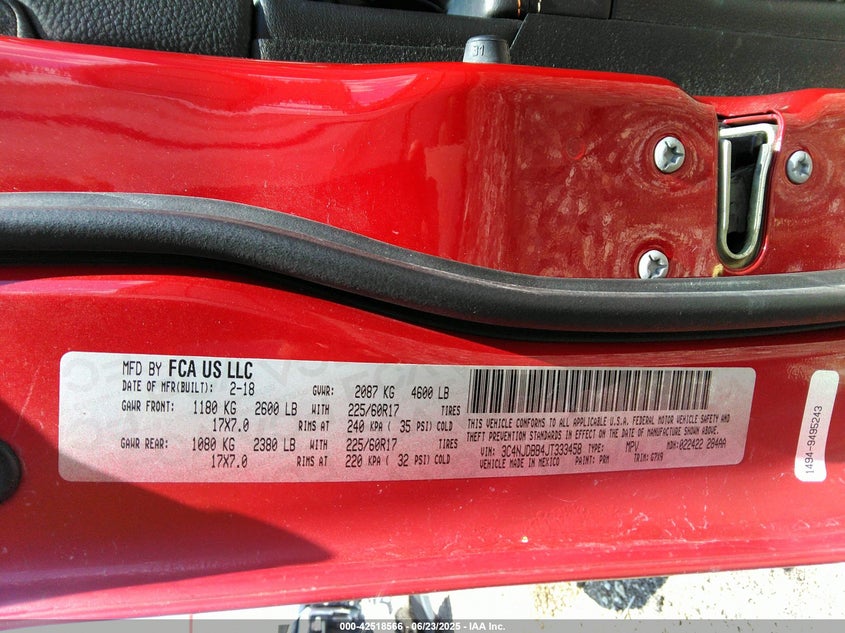 31
MFD BY FCA US LLC
DATE OF MFR(BUILT): 2-18 GVWR: 2087 KG 4600 LB
GAWR FRONT: 1180 KG 2600 LB WITH 225/60R17 TIRES
17X7.0 RIMS AT 240 KPA ( 35 PSI) COLD
GAWR REAR: 1080 KG 2380 LB WITH 225/60R17 TIRES
17X7.0 RIMS AT 220 KPA ( 32 PSI) COLD
THIS VEHICLE CONFORMS TO ALL APPLICABLE U.S.A. FEDERAL MOTOR VEHICLE SAFETY AND
THEFT PREVENTION STANDARDS IN EFFECT ON THE DATE OF MANUFACTURE SHOWN ABOVE.
VIN: 3C4NJDBB4JT333458 TYPE: MPV MDH: 022422 284AA
VEHICLE MADE IN MEXICO PAINT: PRM TRIM: G7X9
1494-9495243
000-42518566 - 06/23/2025 - IAA Inc.